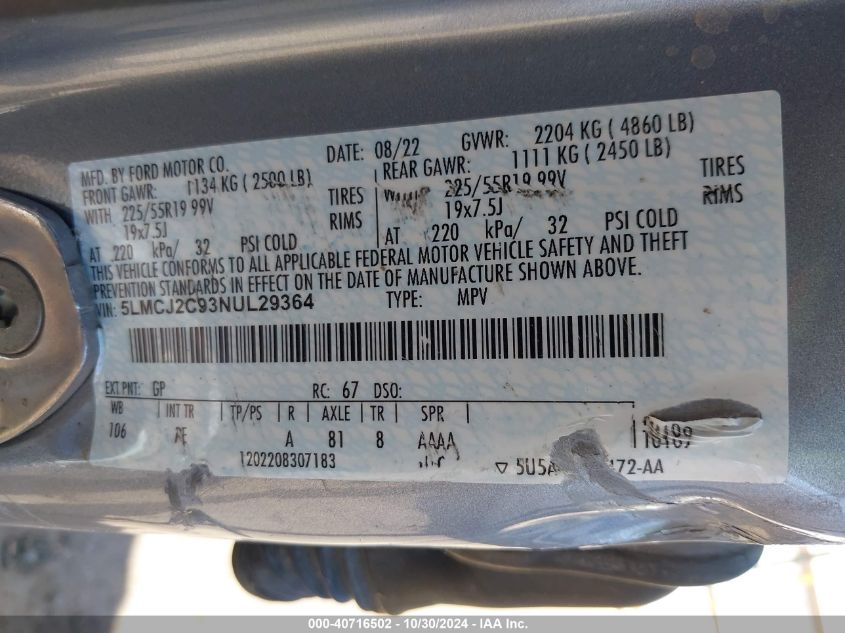 MFD. BY FORD MOTOR CO. DATE: 08/22 GVWR: 2204 KG ( 4860 LB)
FRONT GAWR: 1134 KG ( 2500 LB) REAR GAWR: 1111 KG ( 2450 LB)
WITH 225/55R19 99V TIRES 225/55R19 99V TIRES
19x7.5J RIMS 19x7.5J RIMS
AT 220 kPa/ 32 PSI COLD AT 220 kPa/ 32 PSI COLD
THIS VEHICLE CONFORMS TO ALL APPLICABLE FEDERAL MOTOR VEHICLE SAFETY AND THEFT
PREVENTION STANDARDS IN EFFECT ON THE DATE OF MANUFACTURE SHOWN ABOVE.
VIN: 5LMCJ2C93NUL29364 TYPE: MPV
EXT PNT: GP RC: 67 DSO:
WB INT TR TP/PS R AXLE TR SPR
106 A 81 8 AAAA
1202208307183
000-40716502 - 10/30/2024 - IAA Inc.